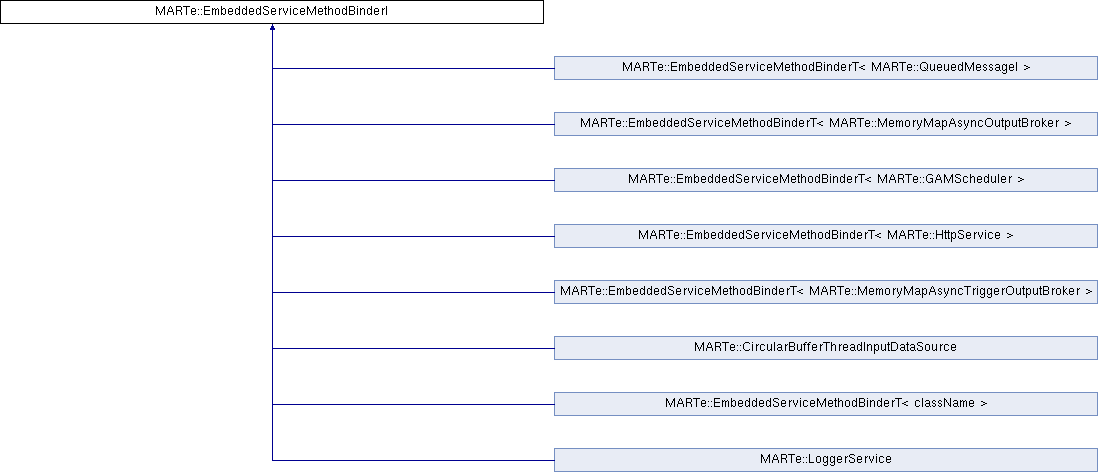 MARTe::EmbeddedServiceMethodBinderI
MARTe::EmbeddedServiceMethodBinderT< MARTe::QueuedMessageI >
MARTe::EmbeddedServiceMethodBinderT< MARTe::MemoryMapAsyncOutputBroker >
MARTe::EmbeddedServiceMethodBinderT< MARTe::GAMScheduler >
MARTe::EmbeddedServiceMethodBinderT< MARTe::HttpService >
MARTe::EmbeddedServiceMethodBinderT< MARTe::MemoryMapAsyncTriggerOutputBroker >
MARTe::CircularBufferThreadInputDataSource
MARTe::EmbeddedServiceMethodBinderT< className >
MARTe::LoggerService